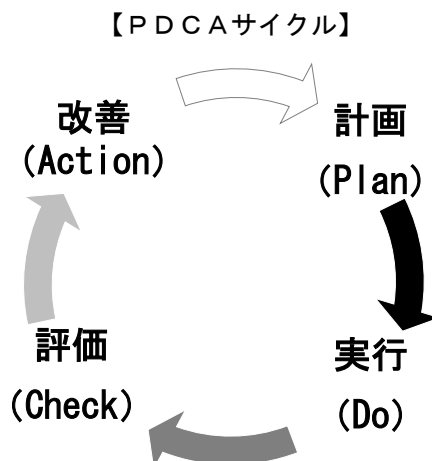 【ＰＤＣＡサイクル】
改善
(Action)
計画
(Plan)
評価
(Check)
実行
(Do)